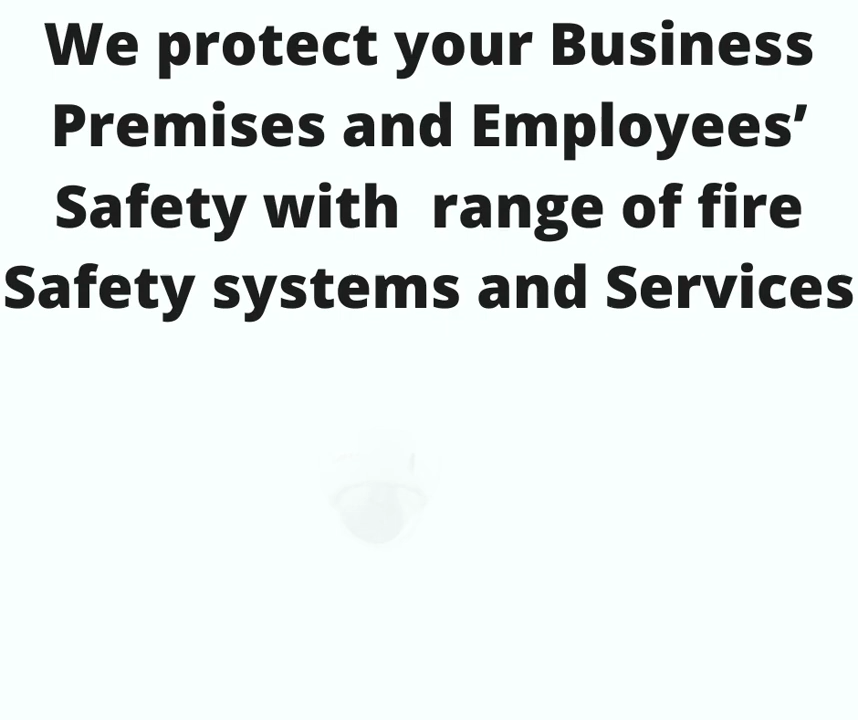 We protect your Business
Premises and Employees’
Safety with  range of fire
Safety systems and Services